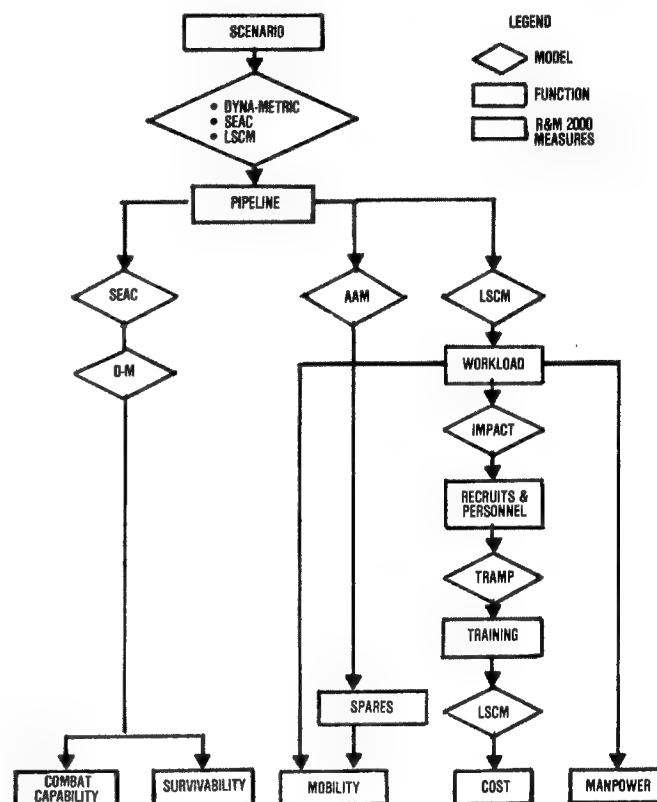 SCENARIO
LEGEND
MODEL
FUNCTION
R&M 2000
MEASURES
• DYNA-METRIC
• SEAC
• LSCM
PIPELINE
SEAC
AAM
LSCM
D-M
WORKLOAD
IMPACT
RECRUITS &
PERSONNEL
TRAMP
TRAINING
SPARES
LSCM
COMBAT
CAPABILITY
SURVIVABILITY
MOBILITY
COST
MANPOWER